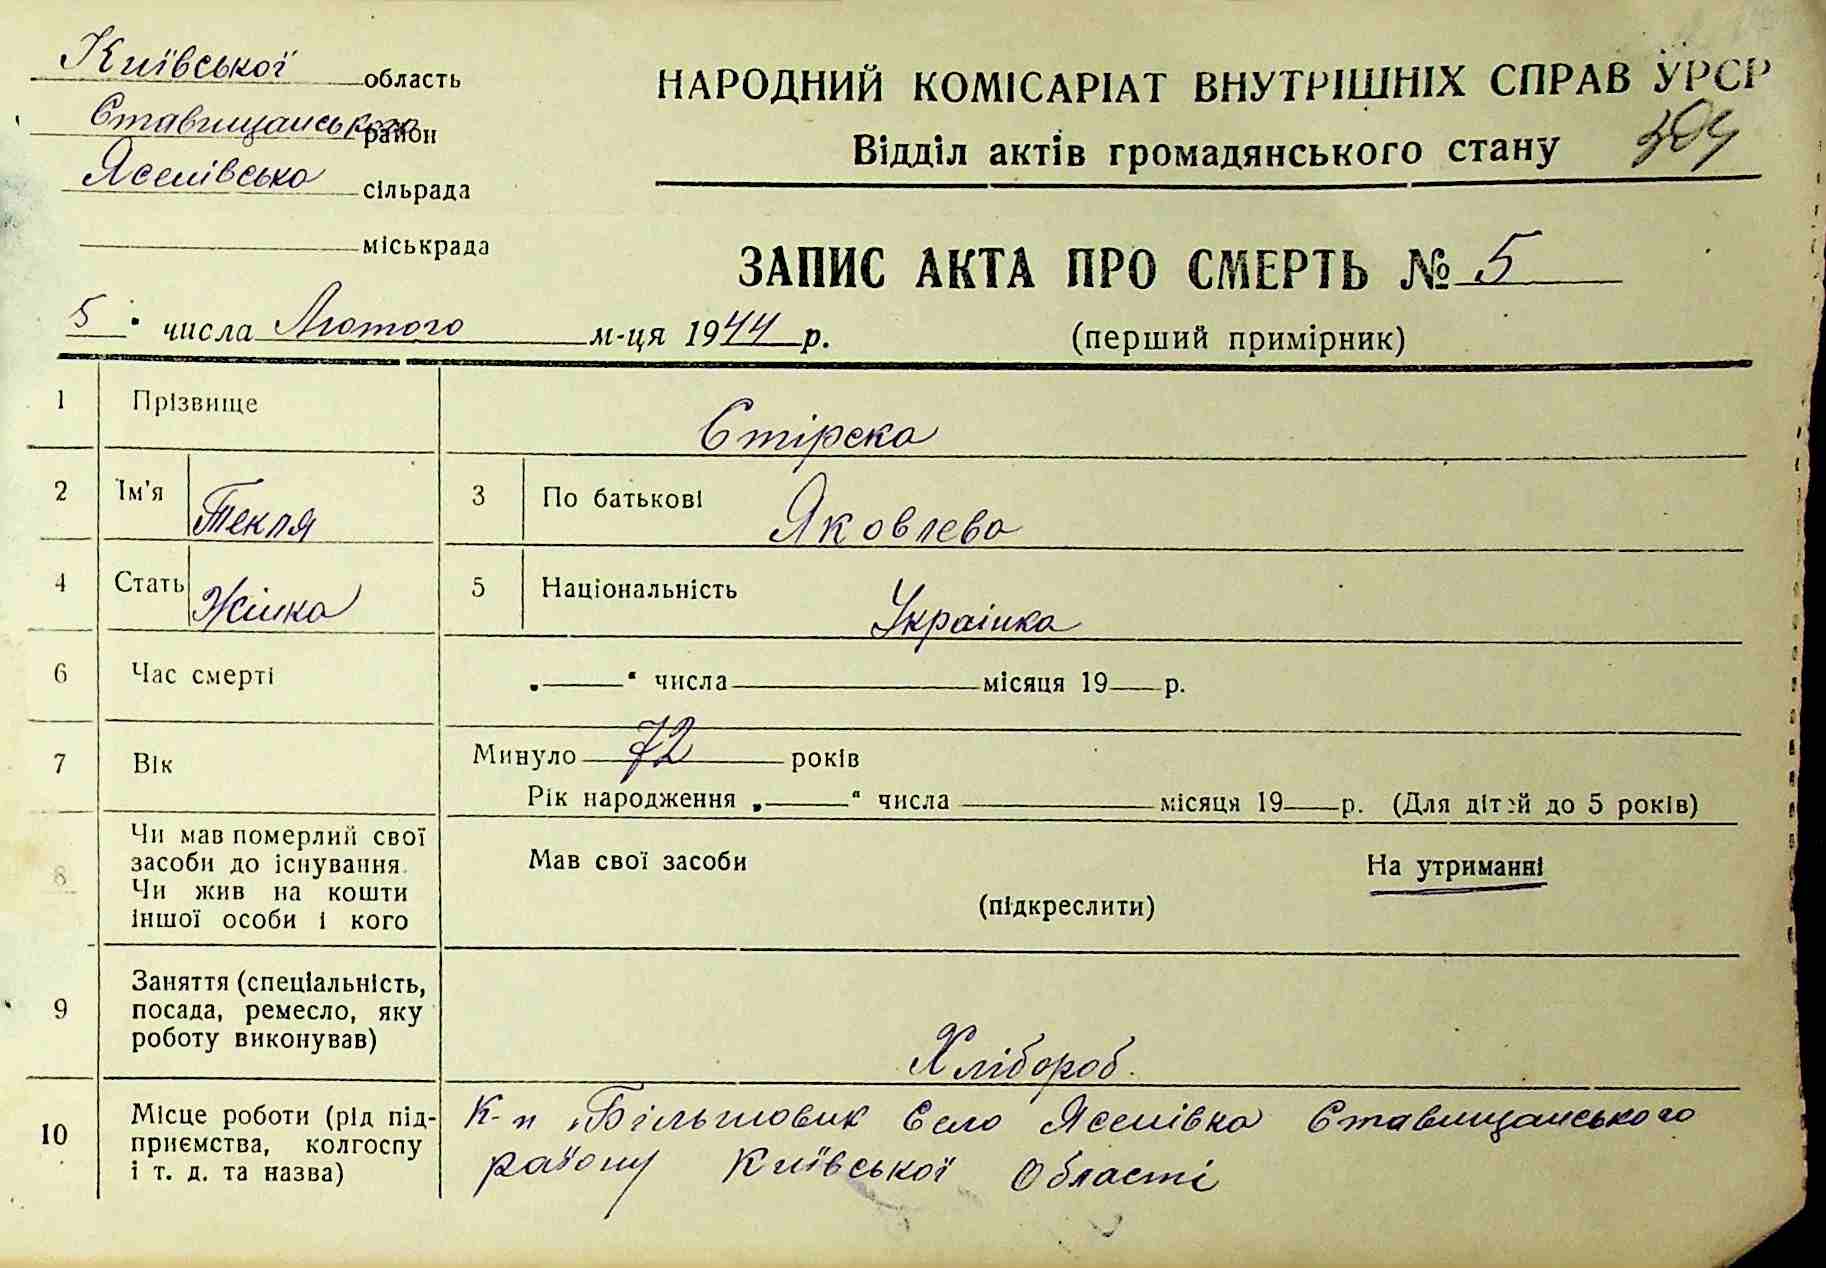 Київської область
Ставищанського район
Ясенівська сільрада
міськрада
НАРОДНИЙ КОМІСАРІАТ ВНУТРІШНІХ СПРАВ УРСР
Відділ актів громадянського стану
ЗАПИС АКТА ПРО СМЕРТЬ № 5
5 " числа Лютого м-ця 1944 р.
(перший примірник)
1 Прізвище Стірска
2 Ім'я Текля 3 По батькові Яковлева
4 Стать Жінка 5 Національність Украінка
6 Час смерті „ " числа місяця 19 р.
7 Вік Минуло 72 років
Рік народження „ " числа місяця 19 р. (Для дітей до 5 років)
8 Чи мав померлий свої
засоби до існування.
Чи жив на кошти
іншої особи і кого
Мав свої засоби На утриманні
(підкреслити)
9 Заняття (спеціальність,
посада, ремесло, яку
роботу виконував)
Хлібороб.
10 Місце роботи (рід під-
приємства, колгоспу
і т. д. та назва)
К-п Більшовик Село Ясенівка Ставищанського
району Київської Області